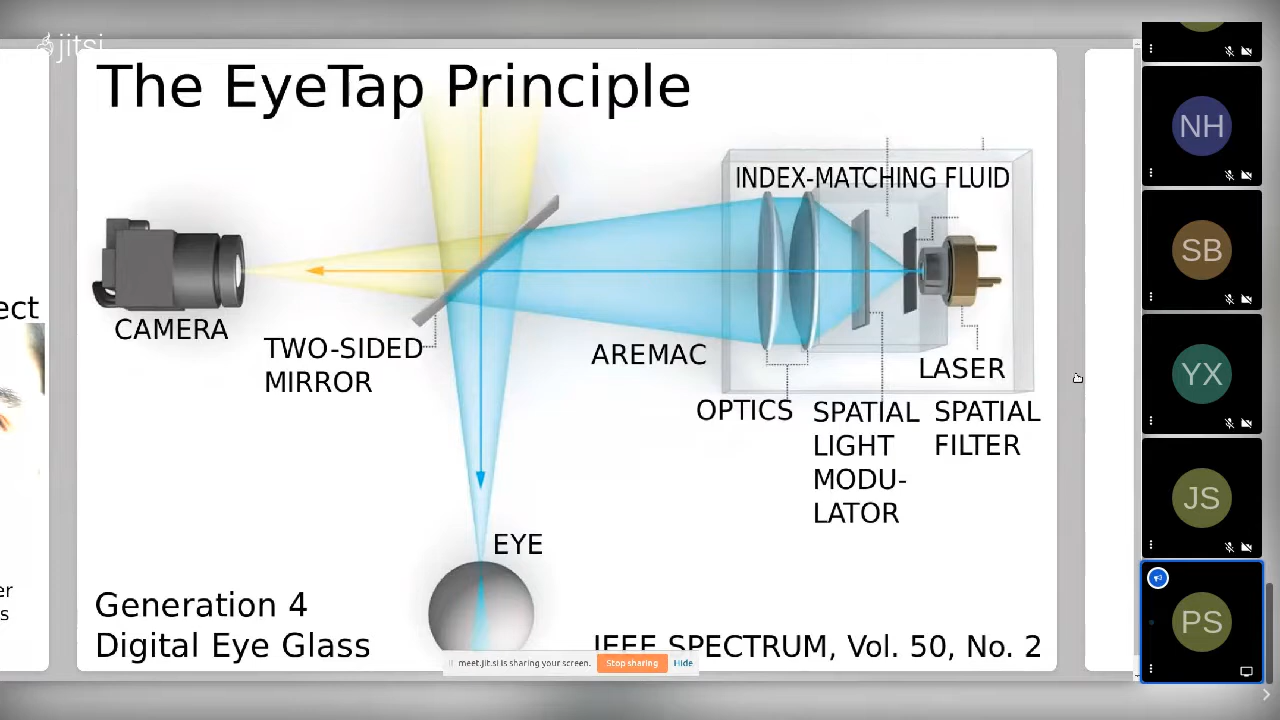 jitsi
The EyeTap Principle
INDEX-MATCHING FLUID
CAMERA
TWO-SIDED
MIRROR
AREMAC
LASER
OPTICS
SPATIAL
LIGHT
MODU-
LATOR
SPATIAL
FILTER
EYE
Generation 4
Digital Eye Glass
IEEE SPECTRUM, Vol. 50, No. 2
meet.jit.si is sharing your screen. Stop sharing Hide
ect
er
s
NH
SB
YX
JS
PS